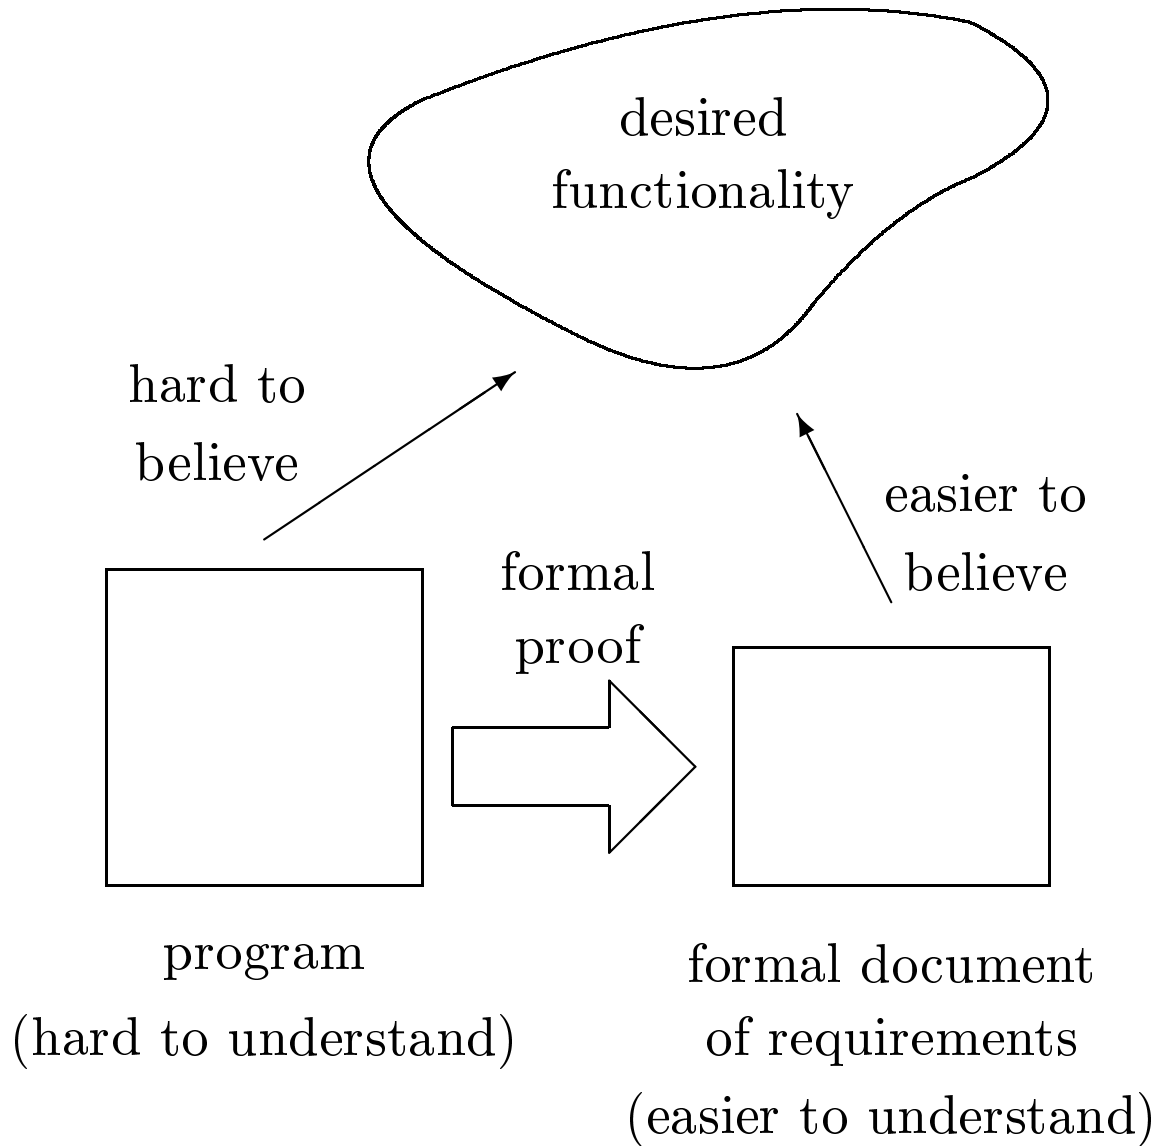 desired
functionality
hard to
believe
easier to
believe
formal
proof
program
(hard to understand)
formal document
of requirements
(easier to understand)